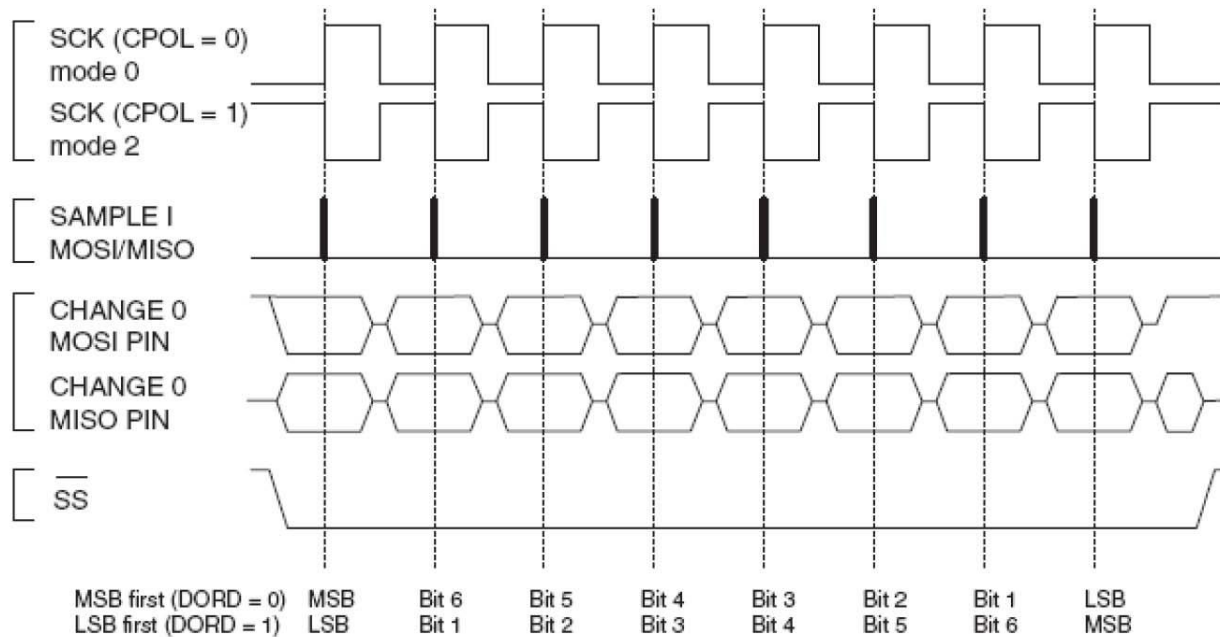 SCK (CPOL = 0)
mode 0
SCK (CPOL = 1)
mode 2
SAMPLE I
MOSI/MISO
CHANGE 0
MOSI PIN
CHANGE 0
MISO PIN
SS
MSB first (DORD = 0) MSB Bit 6 Bit 5 Bit 4 Bit 3 Bit 2 Bit 1 LSB
LSB first (DORD = 1) LSB Bit 1 Bit 2 Bit 3 Bit 4 Bit 5 Bit 6 MSB